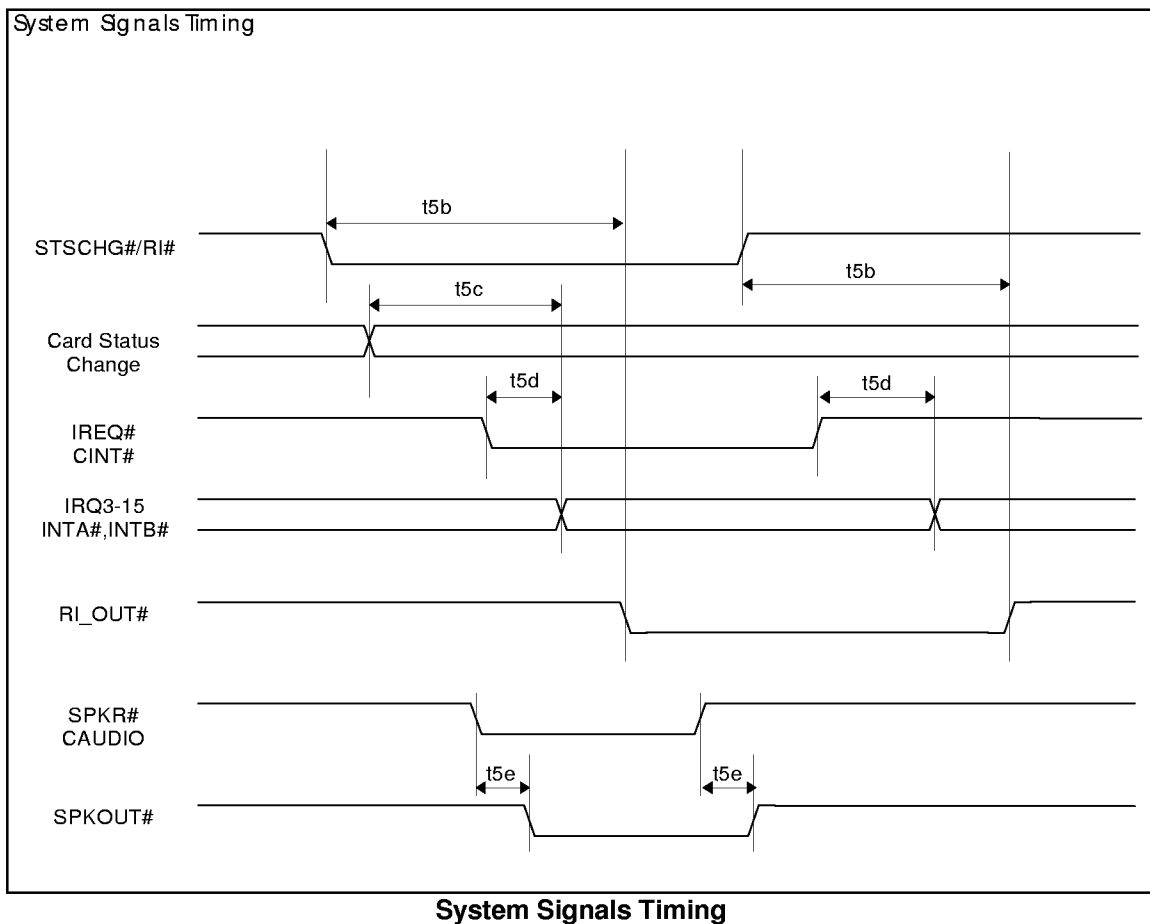 System Signals Timing
t5b
STSCHG#/RI#
t5b
t5c
Card Status
Change
t5d
t5d
IREQ#
CINT#
IRQ3-15
INTA#,INTB#
RI_OUT#
SPKR#
CAUDIO
t5e
t5e
SPKOUT#
System Signals Timing